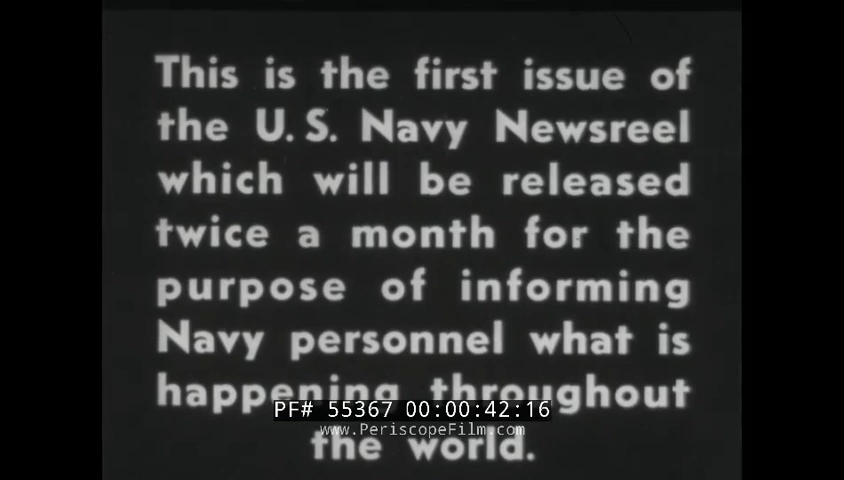 This is the first issue of
the U. S. Navy Newsreel
which will be released
twice a month for the
purpose of informing
Navy personnel what is
happening throughout
PF# 55367 00:00:42:16
www.PeriscopeFilm.com
the world.